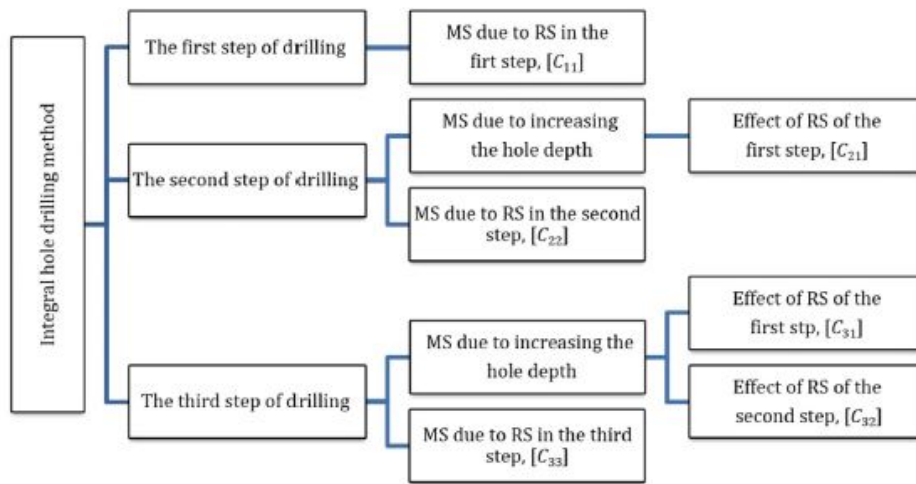 Integral hole drilling method
The first step of drilling
MS due to RS in the
firt step, [C₁₁]
The second step of drilling
MS due to increasing
the hole depth
Effect of RS of the
first step, [C₂₁]
MS due to RS in the second
step, [C₂₂]
The third step of drilling
MS due to increasing the
hole depth
Effect of RS of the
first stp, [C₃₁]
Effect of RS of the
second step, [C₃₂]
MS due to RS in the third
step, [C₃₃]